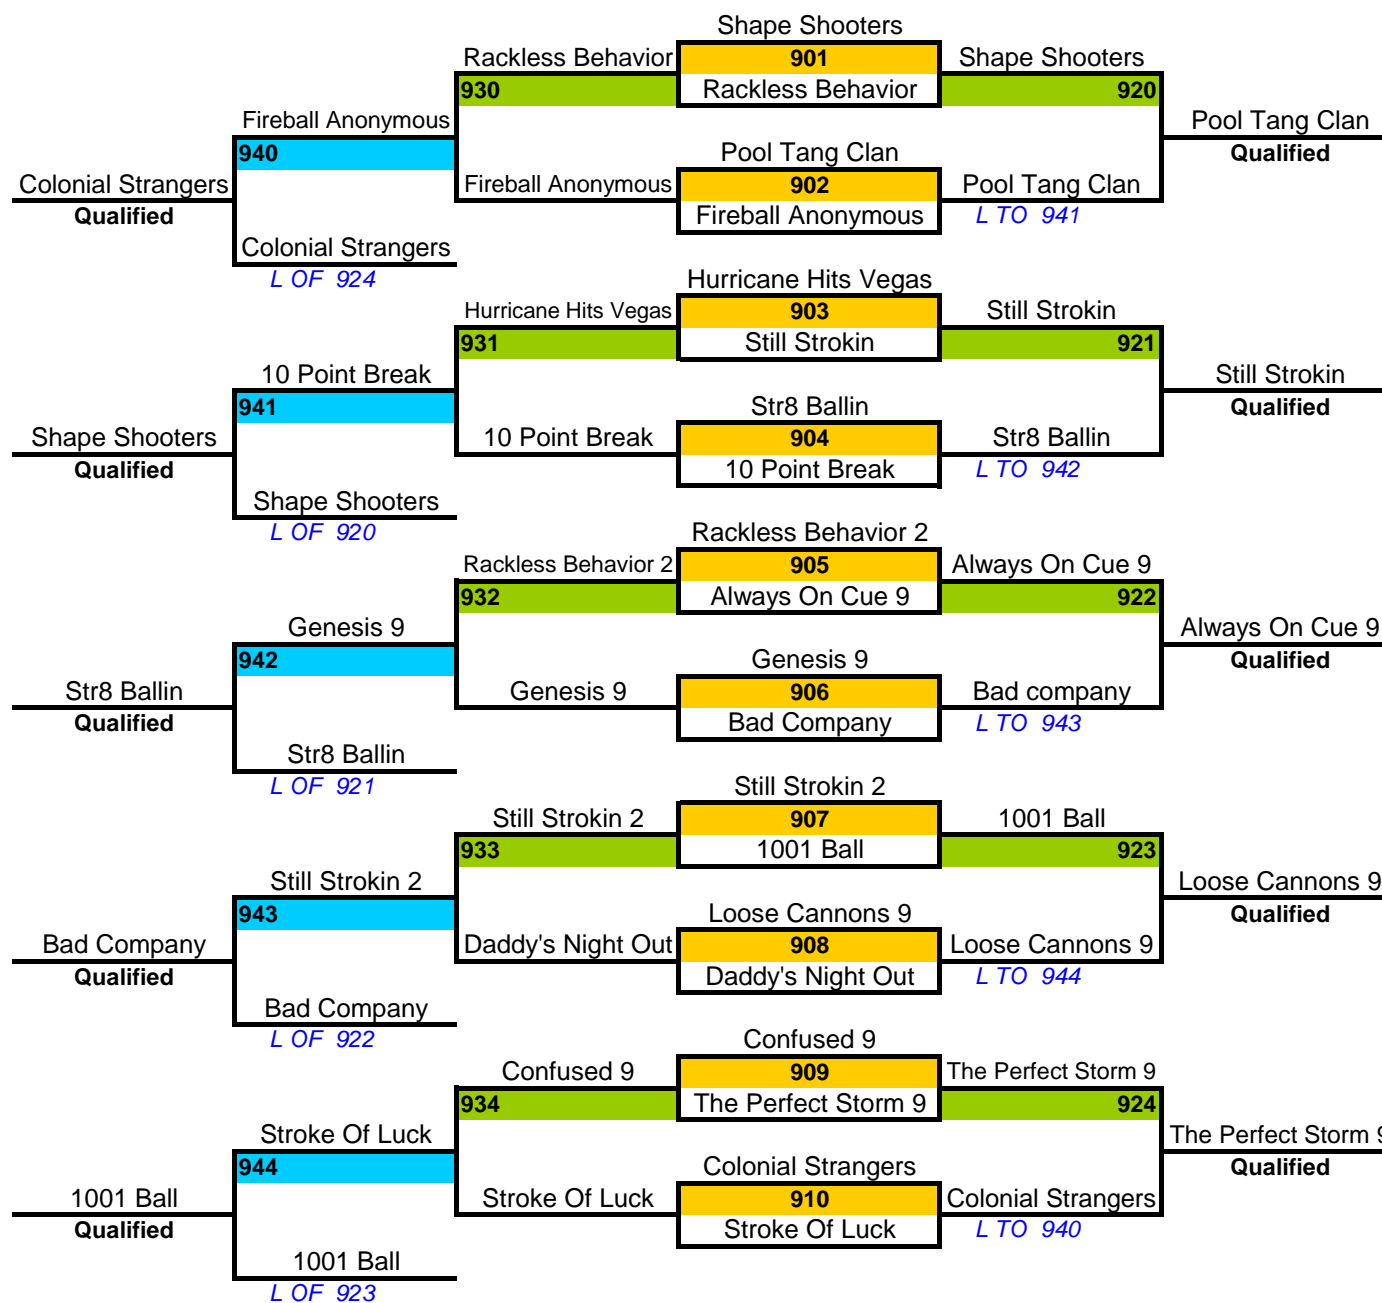 Shape Shooters
Rackless Behavior 901 Shape Shooters
930 Rackless Behavior 920
Fireball Anonymous Pool Tang Clan
940 Pool Tang Clan Qualified
Colonial Strangers Fireball Anonymous 902 Pool Tang Clan
Qualified Fireball Anonymous L TO 941
Colonial Strangers
L OF 924 Hurricane Hits Vegas
Hurricane Hits Vegas 903 Still Strokin
931 Still Strokin 921
10 Point Break Still Strokin
941 Str8 Ballin Qualified
Shape Shooters 10 Point Break 904 Str8 Ballin
Qualified 10 Point Break L TO 942
Shape Shooters
L OF 920 Rackless Behavior 2
Rackless Behavior 2 905 Always On Cue 9
932 Always On Cue 9 922
Genesis 9 Always On Cue 9
942 Genesis 9 Qualified
Str8 Ballin Genesis 9 906 Bad company
Qualified Bad Company L TO 943
Str8 Ballin
L OF 921 Still Strokin 2
Still Strokin 2 907 1001 Ball
933 1001 Ball 923
Still Strokin 2 Loose Cannons 9
943 Loose Cannons 9 Qualified
Bad Company Daddy's Night Out 908 Loose Cannons 9
Qualified Daddy's Night Out L TO 944
Bad Company
L OF 922 Confused 9
Confused 9 909 The Perfect Storm 9
934 The Perfect Storm 9 924
Stroke Of Luck The Perfect Storm 9
944 Colonial Strangers Qualified
1001 Ball Stroke Of Luck 910 Colonial Strangers
Qualified Stroke Of Luck L TO 940
1001 Ball
L OF 923